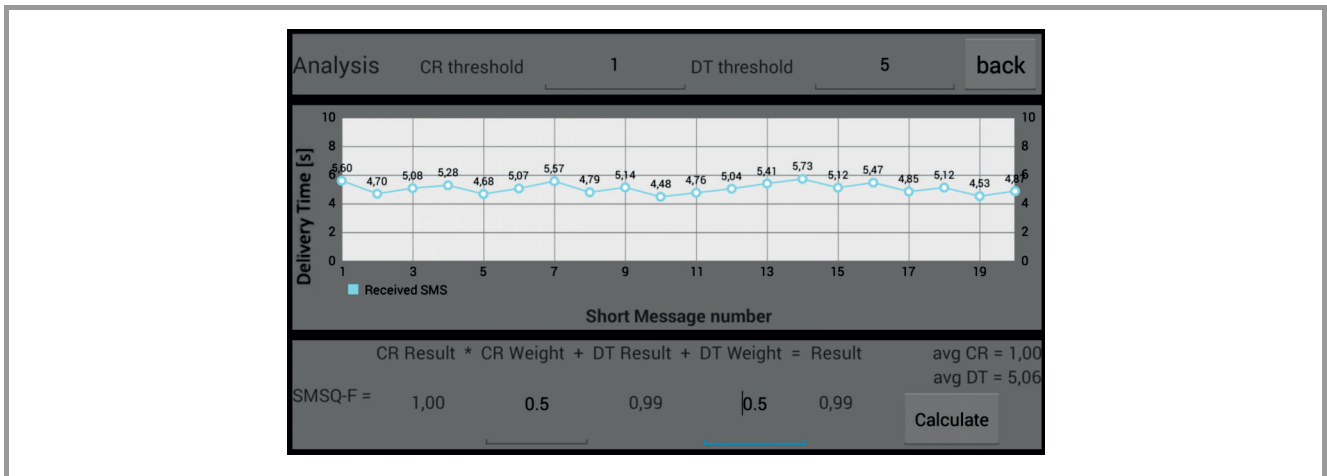 Analysis CR threshold 1 DT threshold 5 back
10 10
8 8
6 6
4 4
2 2
0 0
Delivery Time [s]
5,60 4,70 5,08 5,28 4,68 5,07 5,57 4,79 5,14 4,48 4,76 5,04 5,41 5,73 5,12 5,47 4,85 5,12 4,53
1 3 5 7 9 11 13 15 17 19
Received SMS
Short Message number
CR Result * CR Weight + DT Result + DT Weight = Result
avg CR = 1,00
avg DT = 5,06
SMSQ-F = 1,00 0.5 0,99 0.5 0,99
Calculate